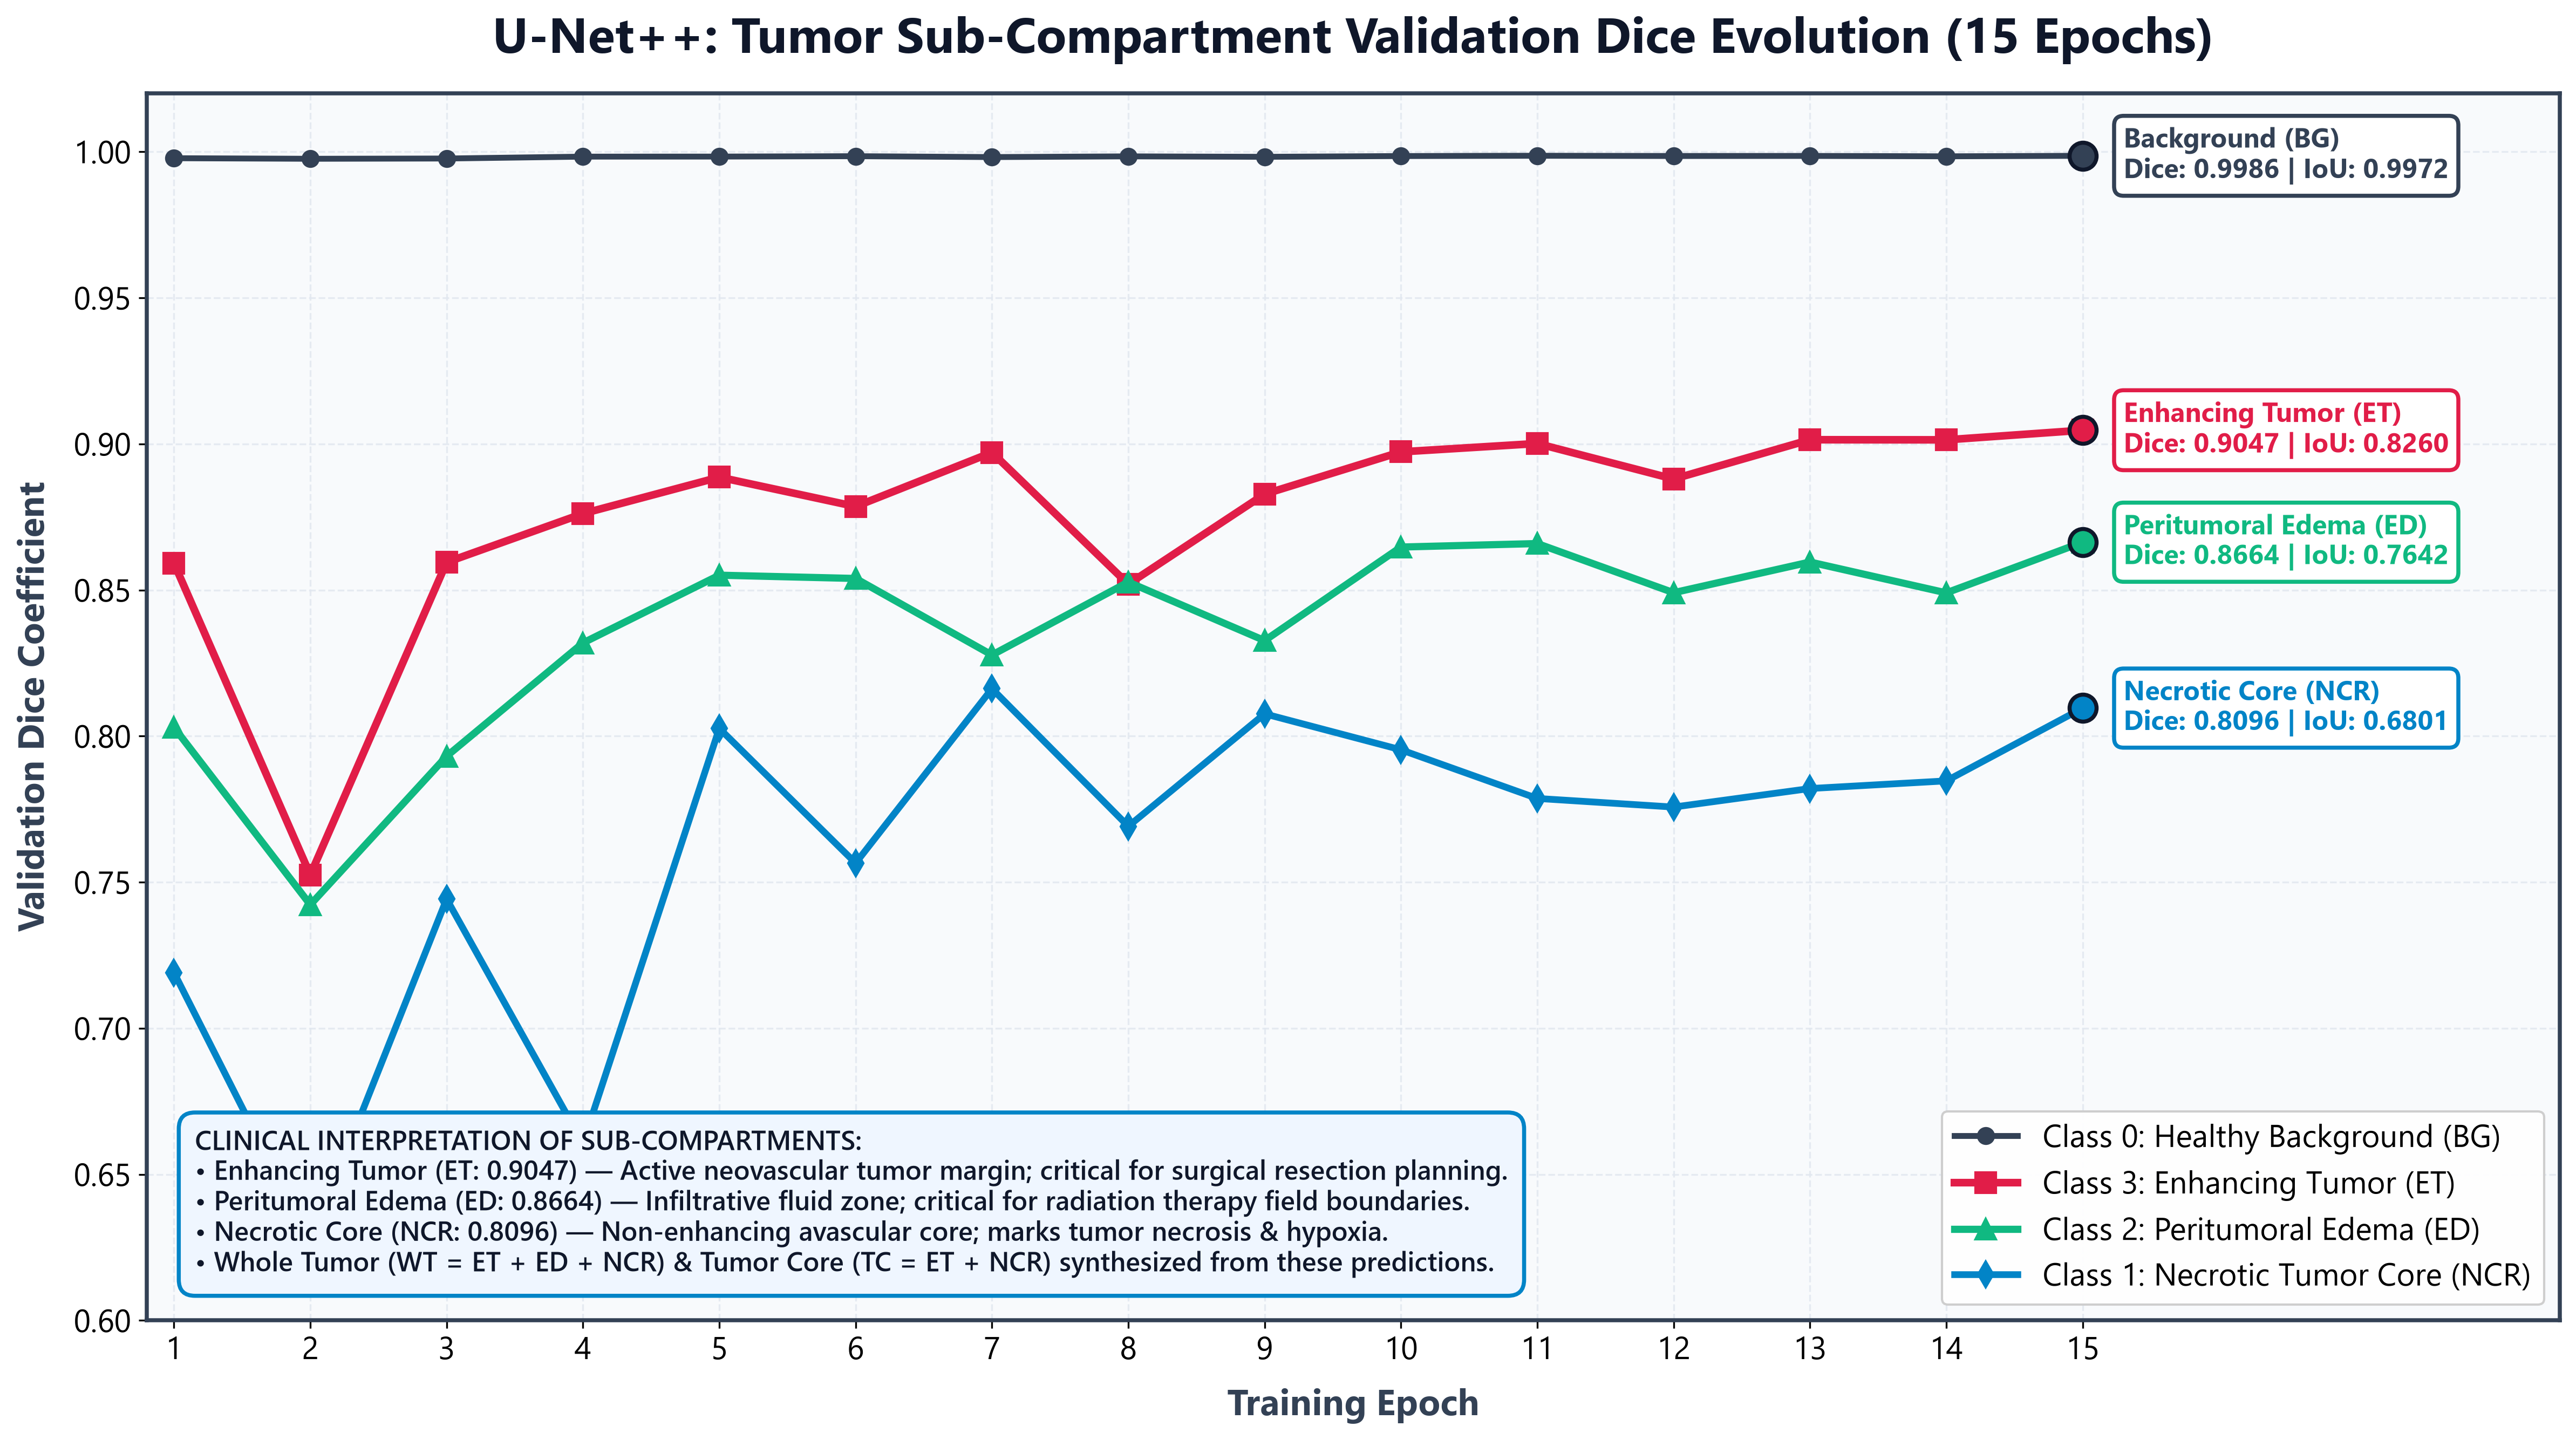 U-Net++: Tumor Sub-Compartment Validation Dice Evolution (15 Epochs)
Validation Dice Coefficient
1.00
0.95
0.90
0.85
0.80
0.75
0.70
0.65
0.60
Background (BG)
Dice: 0.9986 | IoU: 0.9972
Enhancing Tumor (ET)
Dice: 0.9047 | IoU: 0.8260
Peritumoral Edema (ED)
Dice: 0.8664 | IoU: 0.7642
Necrotic Core (NCR)
Dice: 0.8096 | IoU: 0.6801
CLINICAL INTERPRETATION OF SUB-COMPARTMENTS:
• Enhancing Tumor (ET: 0.9047) — Active neovascular tumor margin; critical for surgical resection planning.
• Peritumoral Edema (ED: 0.8664) — Infiltrative fluid zone; critical for radiation therapy field boundaries.
• Necrotic Core (NCR: 0.8096) — Non-enhancing avascular core; marks tumor necrosis & hypoxia.
• Whole Tumor (WT = ET + ED + NCR) & Tumor Core (TC = ET + NCR) synthesized from these predictions.
Class 0: Healthy Background (BG)
Class 3: Enhancing Tumor (ET)
Class 2: Peritumoral Edema (ED)
Class 1: Necrotic Tumor Core (NCR)
1 2 3 4 5 6 7 8 9 10 11 12 13 14 15
Training Epoch